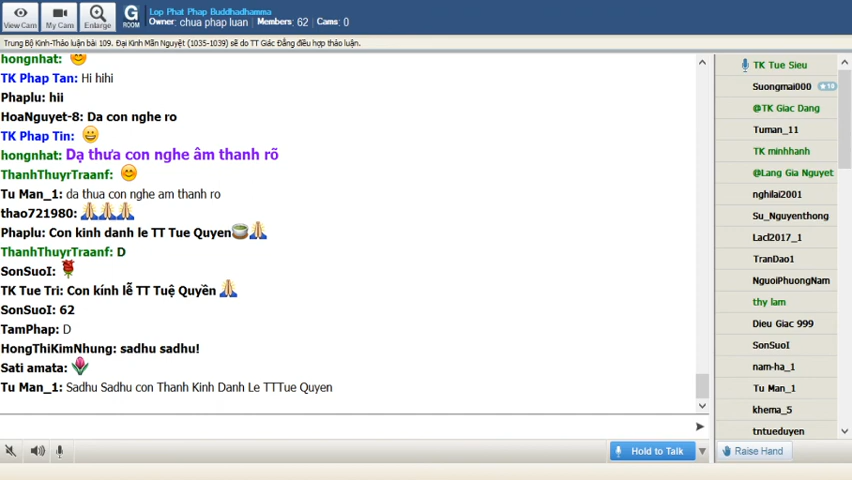 Lop Phat Phap Buddhadhamma
Owner: chua phap luan Members: 62 Cams: 0
View Cam
My Cam
Enlarge
G
ROOM
Trung Bộ Kinh-Thảo luận bài 109. Đại Kinh Mãn Nguyệt (1035-1039) sẽ do TT Giác Đẳng điều hợp thảo luận.
hongnhat:
TK Phap Tan: Hi hihi
Phaplu: hii
HoaNguyet-8: Da con nghe ro
TK Phap Tin:
hongnhat: Dạ thưa con nghe âm thanh rõ
ThanhThuyrTraanf:
Tu Man_1: da thua con nghe am thanh ro
thao721980:
Phaplu: Con kinh danh le TT Tue Quyen
ThanhThuyrTraanf: D
SonSuoI:
TK Tue Tri: Con kính lễ TT Tuệ Quyền
SonSuoI: 62
TamPhap: D
HongThiKimNhung: sadhu sadhu!
Sati amata:
Tu Man_1: Sadhu Sadhu con Thanh Kinh Danh Le TTTue Quyen
TK Tue Sieu
Suongmai000 ★10
@TK Giac Dang
Tuman_11
TK minhhanh
@Lang Gia Nguyet
nghilai2001
Su_Nguyenthong
Lacl2017_1
TranDao1
NguoiPhuongNam
thy lam
Dieu Giac 999
SonSuoI
nam-ha_1
Tu Man_1
khema_5
tntueduyen
Hold to Talk
Raise Hand